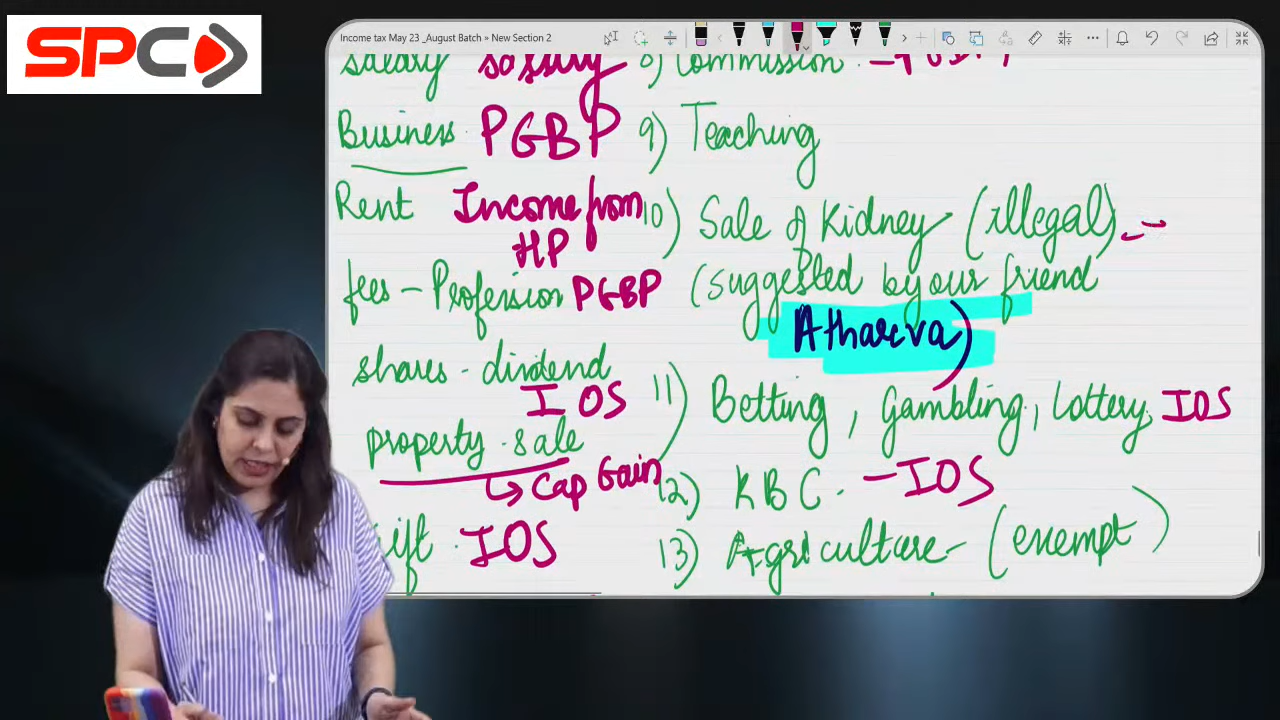 SPC
Income tax May 23 _August Batch » New Section 2
salary salary
Business PGBP
Rent Income from
HP
fees - Profession PGBP
shares - dividend
IOS
property - sale
↳ Cap Gain
IOS
8) Commission -
9) Teaching
10) Sale of Kidney - (illegal)
(suggested by our friend
Atharva)
11) Betting, Gambling, Lottery IOS
12) KBC - IOS
13) Agriculture - (exempt)